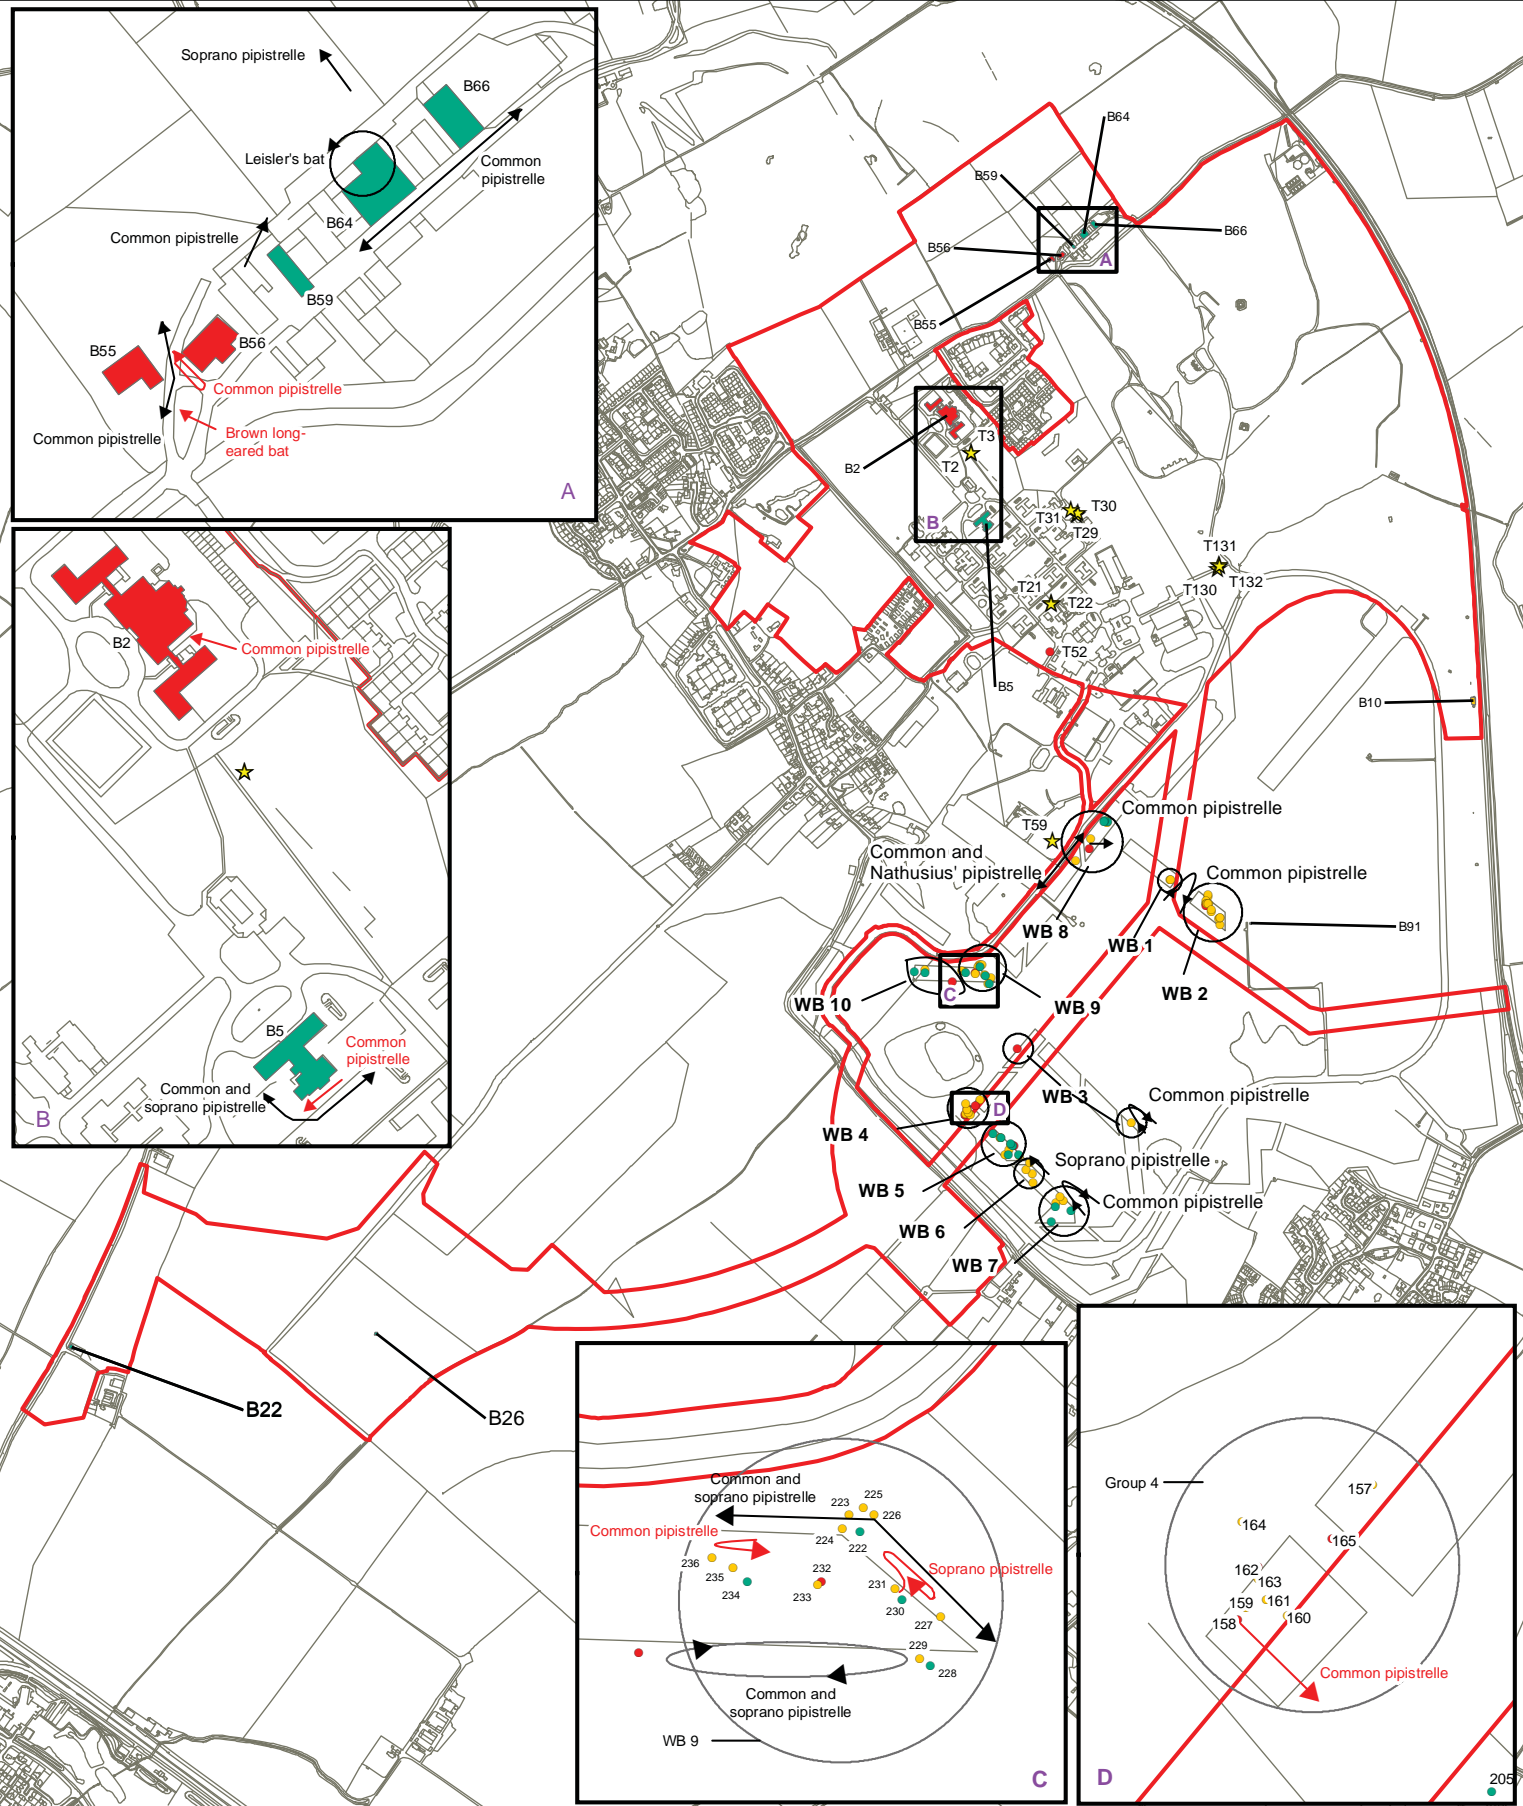 Soprano pipistrelle
B66
Leisler's bat
Common
pipistrelle
B64
Common pipistrelle
B59
B56
B55
Common pipistrelle
Common pipistrelle
Brown long-
eared bat
A
B2
Common pipistrelle
B5
Common
pipistrelle
Common and
soprano pipistrelle
B
B64
B59
B66
B56
A
B55
T3
T2
B2
B
T30
T31
T29
T131
T132
T130
T21
T22
T52
B5
B10
Common pipistrelle
T59
Common and
Nathusius' pipistrelle
Common pipistrelle
WB 8
WB 1
B91
WB 2
C
WB 10
WB 9
WB 3
Common pipistrelle
D
WB 4
Soprano pipistrelle
WB 5
Common pipistrelle
WB 6
WB 7
B22
B26
Common and
soprano pipistrelle
225
223
226
Common pipistrelle
224
222
236
235
234
232
233
231
Soprano pipistrelle
230
227
229
228
Common and
soprano pipistrelle
WB 9
C
Group 4
157
164
165
162
163
159
161
158
160
Common pipistrelle
D
205